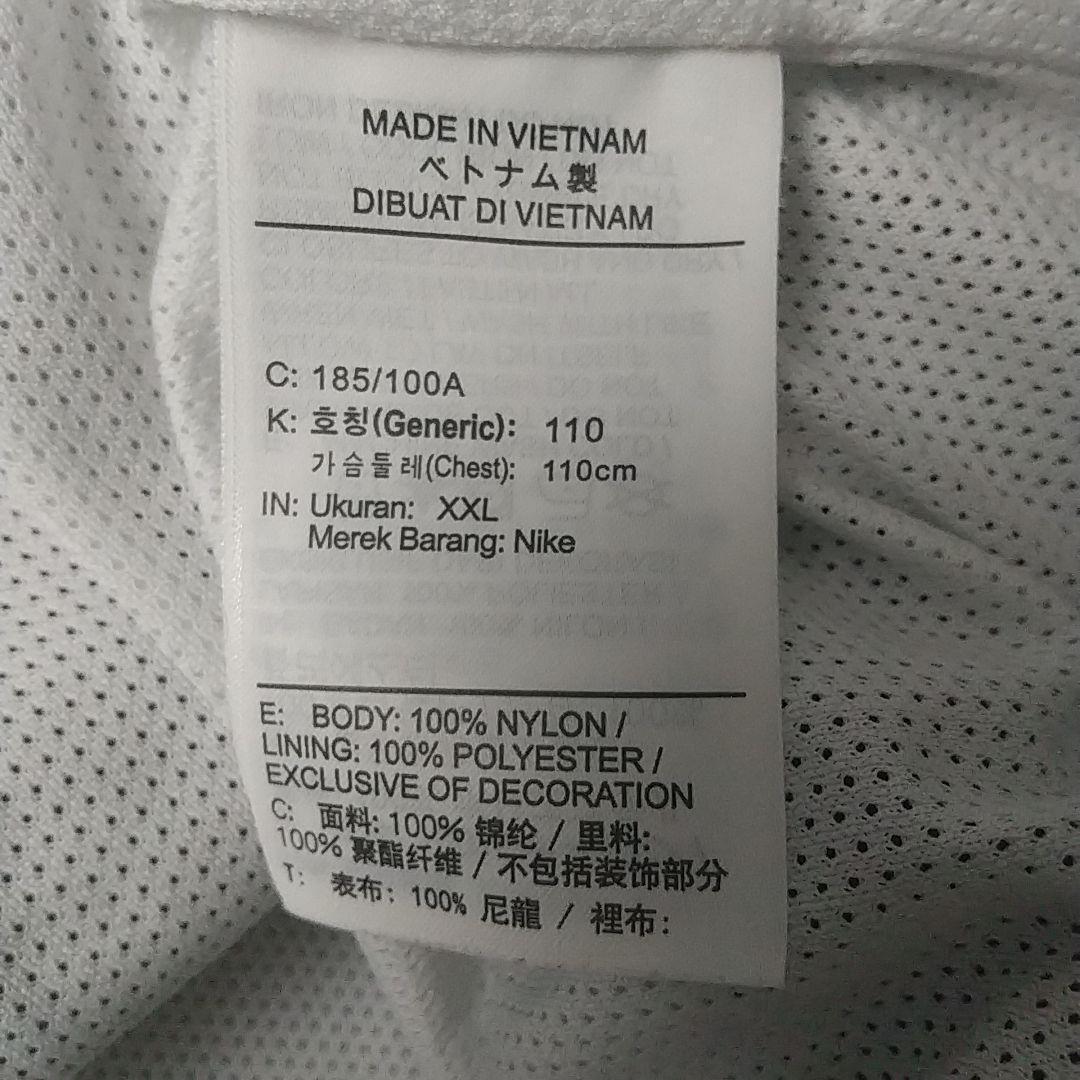 MADE IN VIETNAM
ベトナム製
DIBUAT DI VIETNAM
C: 185/100A
K: 호칭(Generic): 110
가슴둘레(Chest): 110cm
IN: Ukuran: XXL
Merek Barang: Nike
E: BODY: 100% NYLON /
LINING: 100% POLYESTER /
EXCLUSIVE OF DECORATION
C: 面料: 100% 锦纶 / 里料:
100% 聚酯纤维 / 不包括装饰部分
T: 表布: 100% 尼龍 / 裡布: